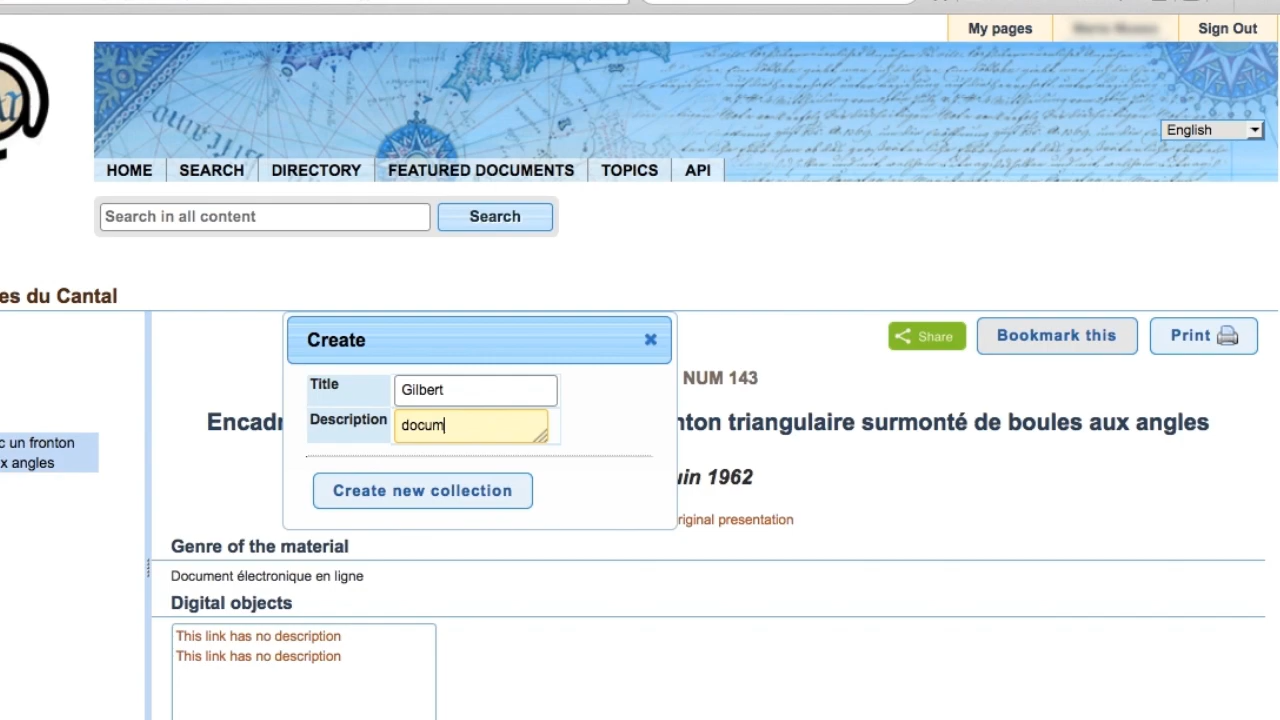 My pages
Sign Out
English
HOME
SEARCH
DIRECTORY
FEATURED DOCUMENTS
TOPICS
API
Search in all content
Search
es du Cantal
Create
Share
Bookmark this
Print
Title
Gilbert
NUM 143
Description
docum
Encadr
nton triangulaire surmonté de boules aux angles
c un fronton
x angles
uin 1962
Create new collection
riginal presentation
Genre of the material
Document électronique en ligne
Digital objects
This link has no description
This link has no description